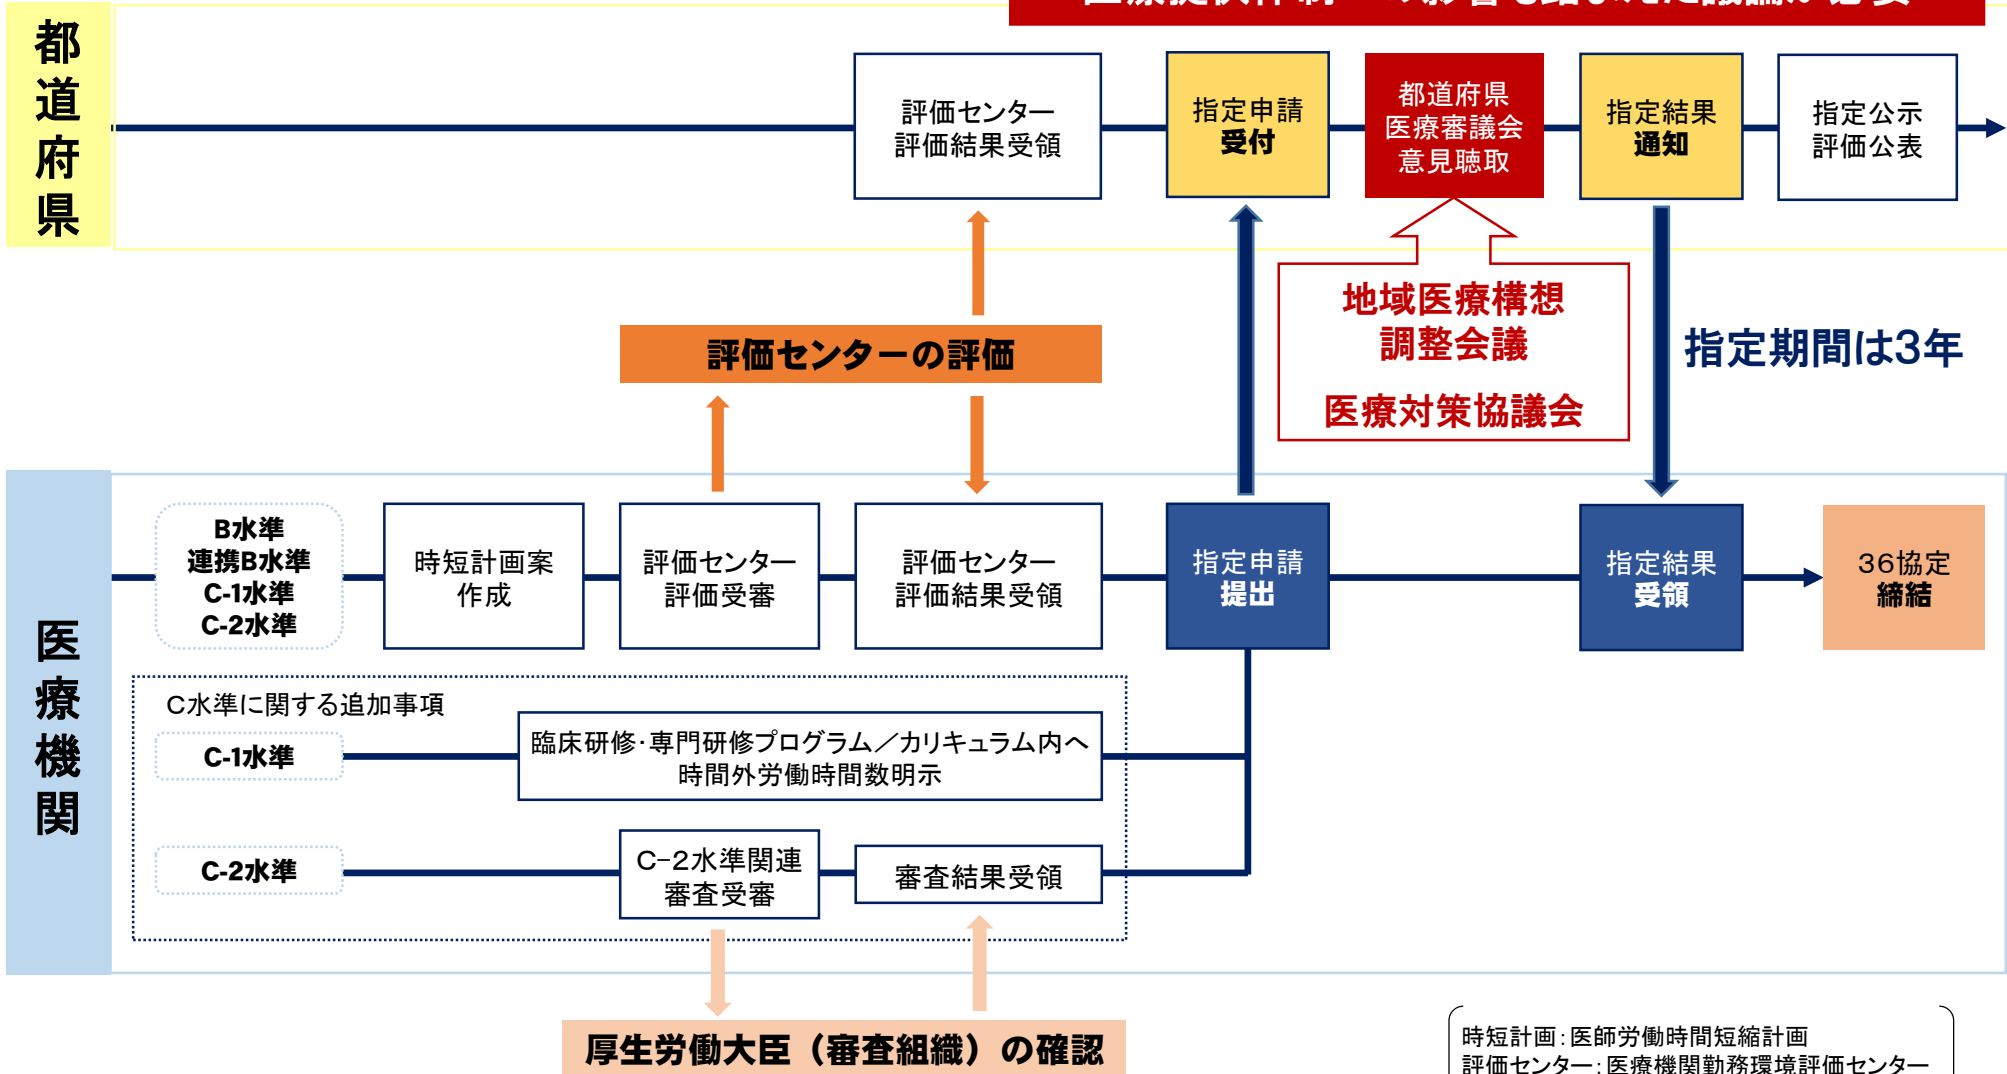 都道府県
評価センター
評価結果受領
指定申請
受付
都道府県
医療審議会
意見聴取
指定結果
通知
指定公示
評価公表
地域医療構想
調整会議
医療対策協議会
指定期間は3年
評価センターの評価
医療機関
B水準
連携B水準
C-1水準
C-2水準
時短計画案
作成
評価センター
評価受審
評価センター
評価結果受領
指定申請
提出
指定結果
受領
36協定
締結
C水準に関する追加事項
C-1水準
臨床研修・専門研修プログラム/カリキュラム内へ
時間外労働時間数明示
C-2水準
C-2水準関連
審査受審
審査結果受領
厚生労働大臣（審査組織）の確認
時短計画：医師労働時間短縮計画
評価センター：医療機関勤務環境評価センター